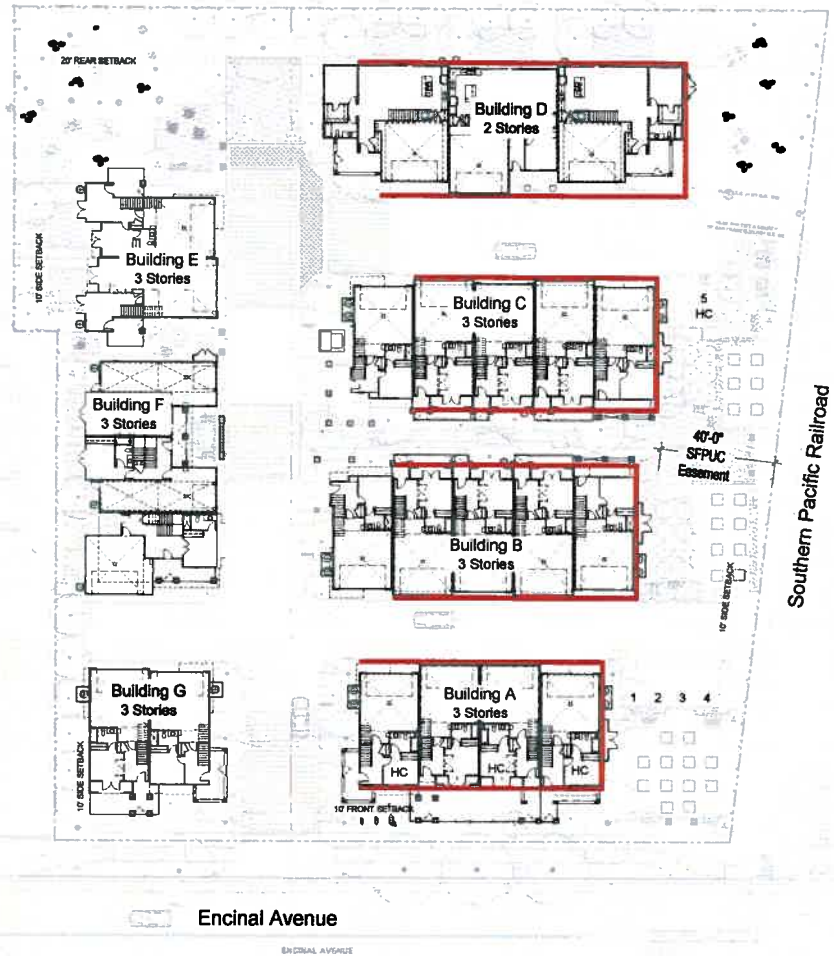 20' REAR SETBACK
Building D
2 Stories
10' SIDE SETBACK
Building E
3 Stories
Building C
3 Stories
5
HC
Building F
3 Stories
40'-0"
SFPUC
Easement
Southern Pacific Railroad
Building B
3 Stories
10' SIDE SETBACK
Building G
3 Stories
Building A
3 Stories
1 2 3 4
HC
HC
HC
10' SIDE SETBACK
10' FRONT SETBACK
Encinal Avenue
ENCINAL AVENUE